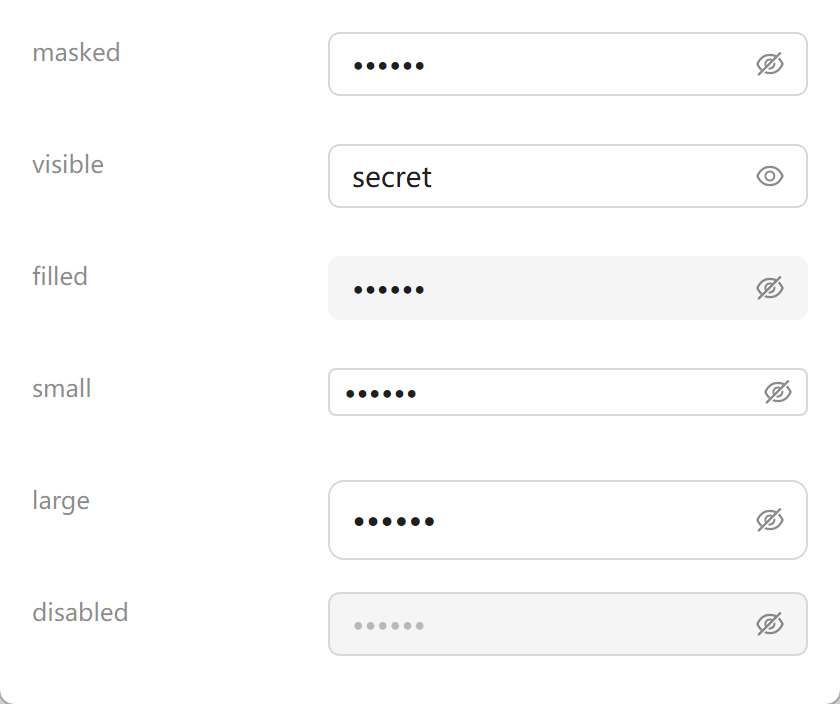 masked
••••••
visible
secret
filled
••••••
small
••••••
large
••••••
disabled
••••••